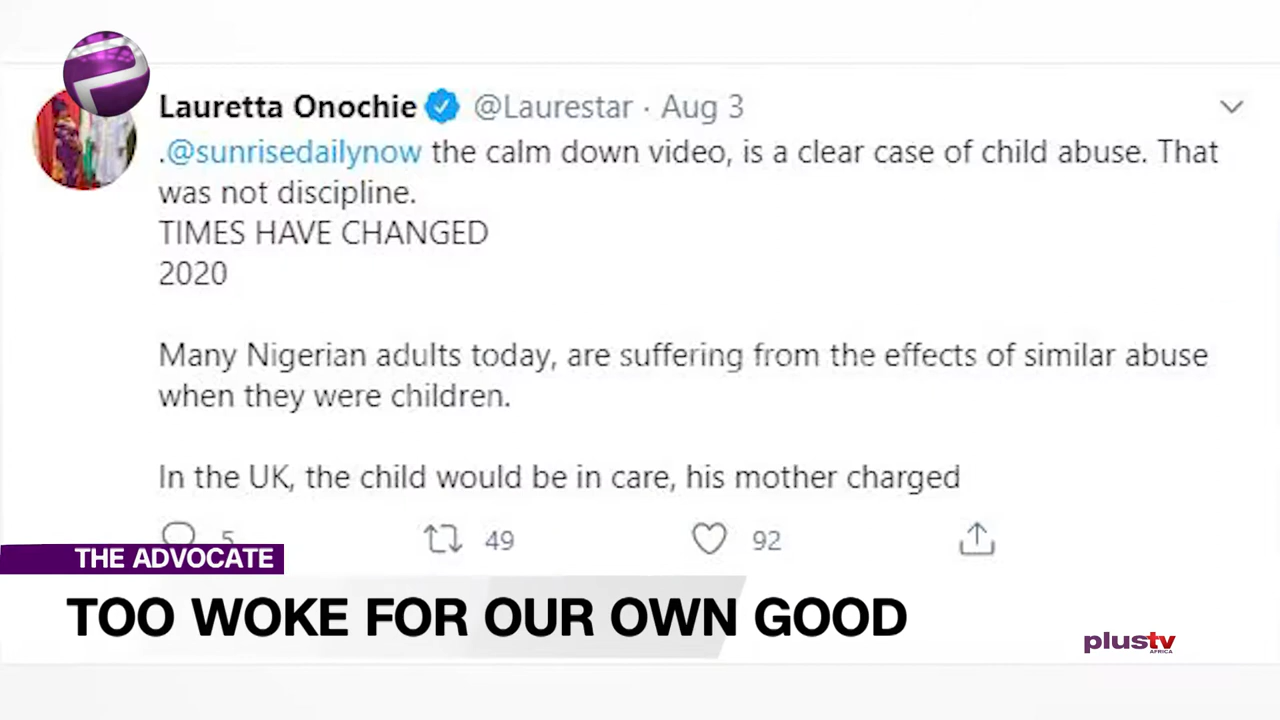 Lauretta Onochie @Laurestar · Aug 3
.@sunrisedailynow the calm down video, is a clear case of child abuse. That
was not discipline.
TIMES HAVE CHANGED
2020
Many Nigerian adults today, are suffering from the effects of similar abuse
when they were children.
In the UK, the child would be in care, his mother charged
5 49 92
THE ADVOCATE
TOO WOKE FOR OUR OWN GOOD
plustv
AFRICA